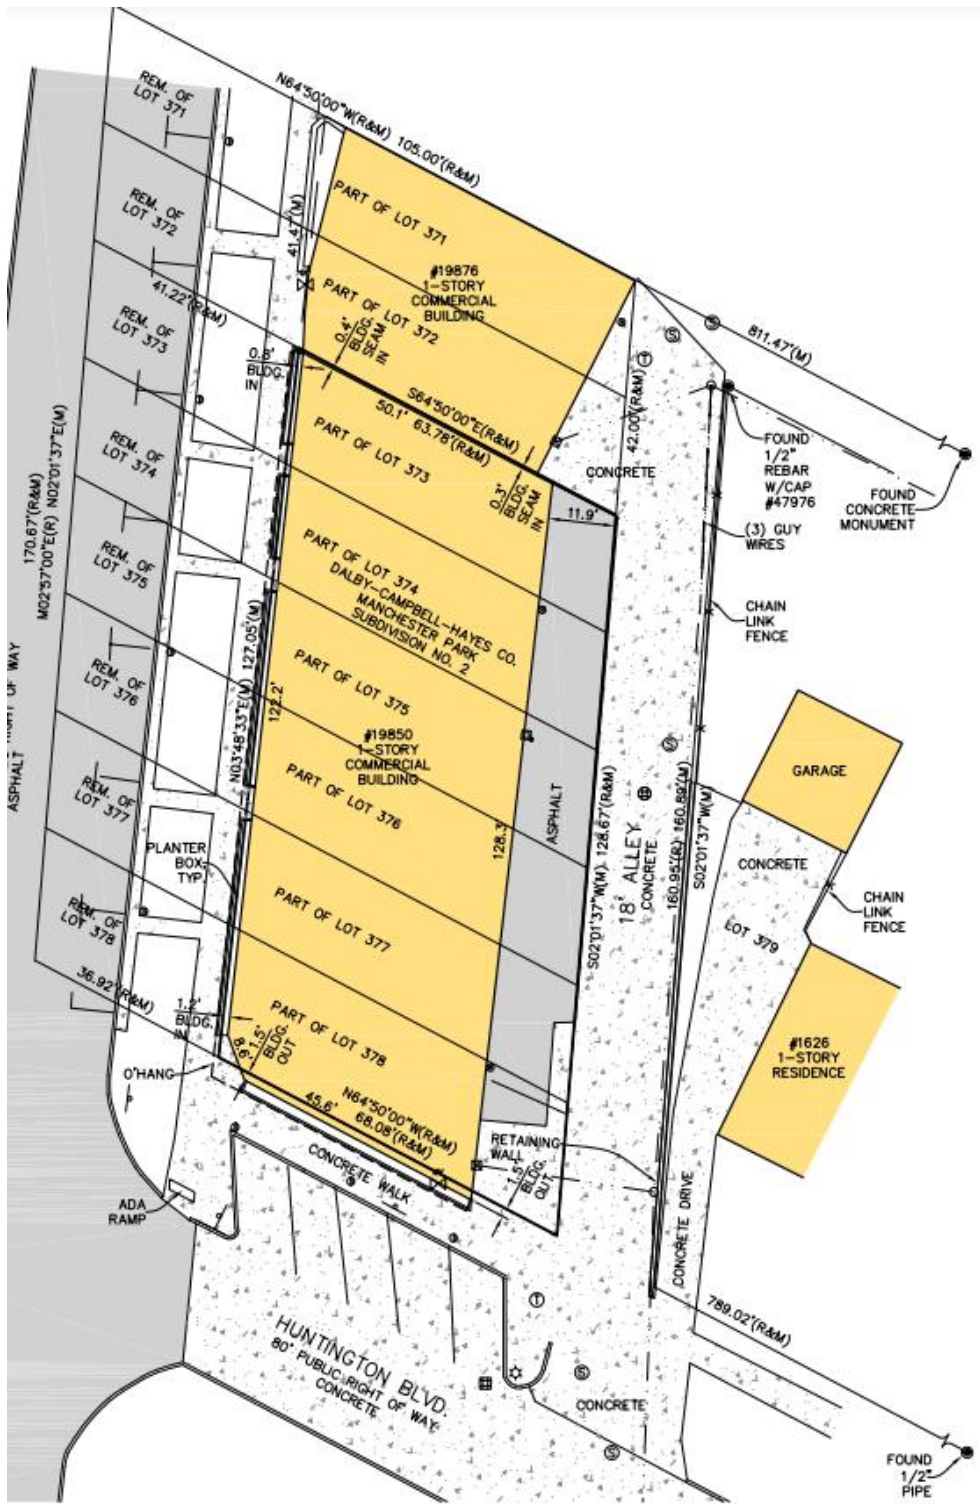 REM. OF
LOT 371
N64°50'00"W(R&M) 105.00'(R&M)
PART OF LOT 371
41.47'(M)
REM. OF
LOT 372
41.22'(R&M)
#19876
1-STORY
COMMERCIAL
BUILDING
PART OF LOT 372
811.47'(M)
REM. OF
LOT 373
0.4'
BLDG.
SEAM
IN
0.8'
BLDG.
IN
S64°50'00"E(R&M)
50.1' 63.78'(R&M)
42.00'(R&M)
PART OF LOT 373
REM. OF
LOT 374
CONCRETE
0.3'
BLDG.
SEAM
IN
11.9'
FOUND
1/2"
REBAR
W/CAP
#47976
FOUND
CONCRETE
MONUMENT
(3) GUY
WIRES
170.67'(R&M)
M02°57'00"E(R) N02°01'37"E(M)
REM. OF
LOT 375
PART OF LOT 374
DALBY-CAMPBELL-HAYES CO.
MANCHESTER PARK
SUBDIVISION NO. 2
CHAIN
LINK
FENCE
RIGHT OF WAY
ASPHALT
REM. OF
LOT 376
N03°48'33"E(M) 127.05'(M)
122.2'
PART OF LOT 375
#19850
1-STORY
COMMERCIAL
BUILDING
GARAGE
REM. OF
LOT 377
PART OF LOT 376
ASPHALT
128.3'
S02°01'37"W(M) 128.67'(R&M)
18' ALLEY
CONCRETE
160.95'(R) 160.89'(M)
S02°01'37"W(M)
PLANTER
BOX
TYP.
CONCRETE
CHAIN
LINK
FENCE
LOT 379
REM. OF
LOT 378
PART OF LOT 377
36.92'(R&M)
1.2'
BLDG.
IN
PART OF LOT 378
8.6'
1.5'
BLDG.
OUT
#1626
1-STORY
RESIDENCE
O'HANG
45.6'
N64°50'00"W(R&M)
68.08'(R&M)
RETAINING
WALL
1.5'
BLDG.
OUT
CONCRETE WALK
ADA
RAMP
CONCRETE DRIVE
789.02'(R&M)
HUNTINGTON BLVD.
80' PUBLIC RIGHT OF WAY
CONCRETE
CONCRETE
FOUND
1/2"
PIPE
T
S
S
S
S
T
S
S